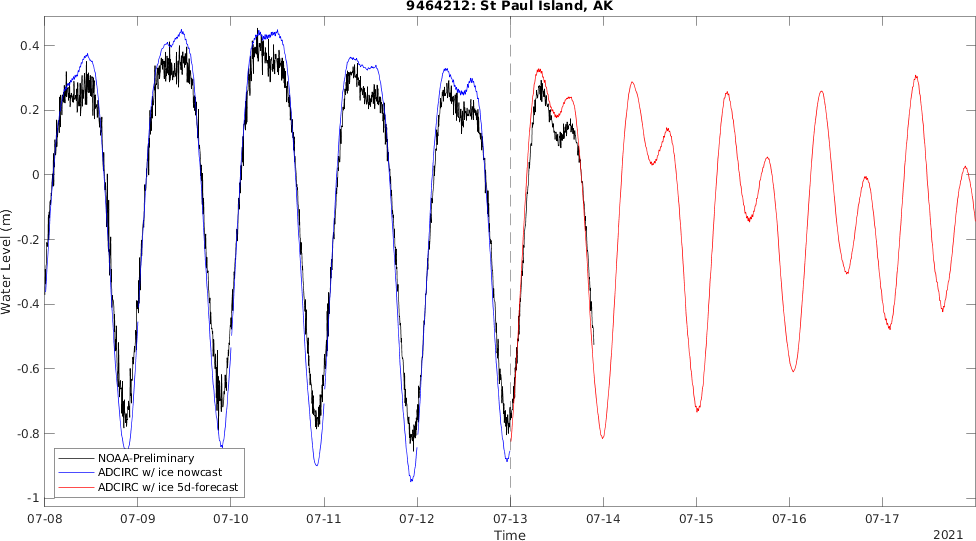 9464212: St Paul Island, AK
Water Level (m)
0.4
0.2
0
-0.2
-0.4
-0.6
-0.8
-1
NOAA-Preliminary
ADCIRC w/ ice nowcast
ADCIRC w/ ice 5d-forecast
07-08 07-09 07-10 07-11 07-12 07-13 07-14 07-15 07-16 07-17
Time
2021